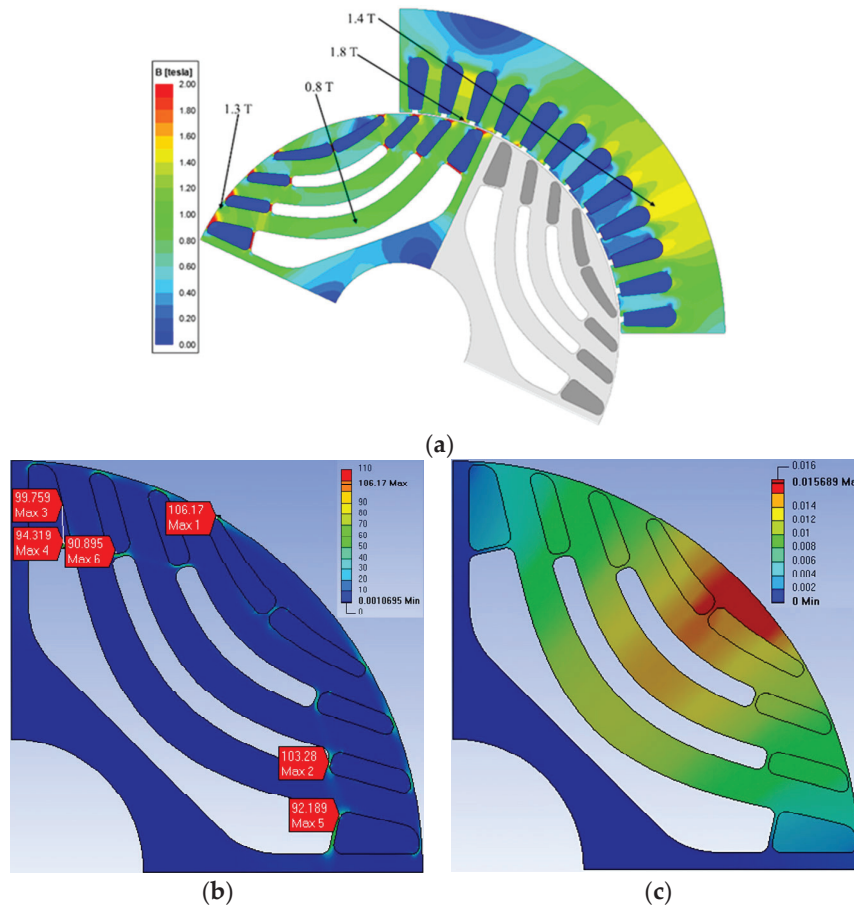 1.4 T
1.8 T
B [tesla]
2.00
1.80
1.60
1.40
1.20
1.00
0.80
0.60
0.40
0.20
0.00
1.3 T
0.8 T
(a)
110
106.17 Max
90
80
70
60
50
40
30
20
10
0.0010695 Min
0
99.759
Max 3
94.319
Max 4
90.895
Max 6
106.17
Max 1
103.28
Max 2
92.189
Max 5
(b)
0.016
0.015689 Ma
0.014
0.012
0.01
0.008
0.006
0.004
0.002
0 Min
(c)